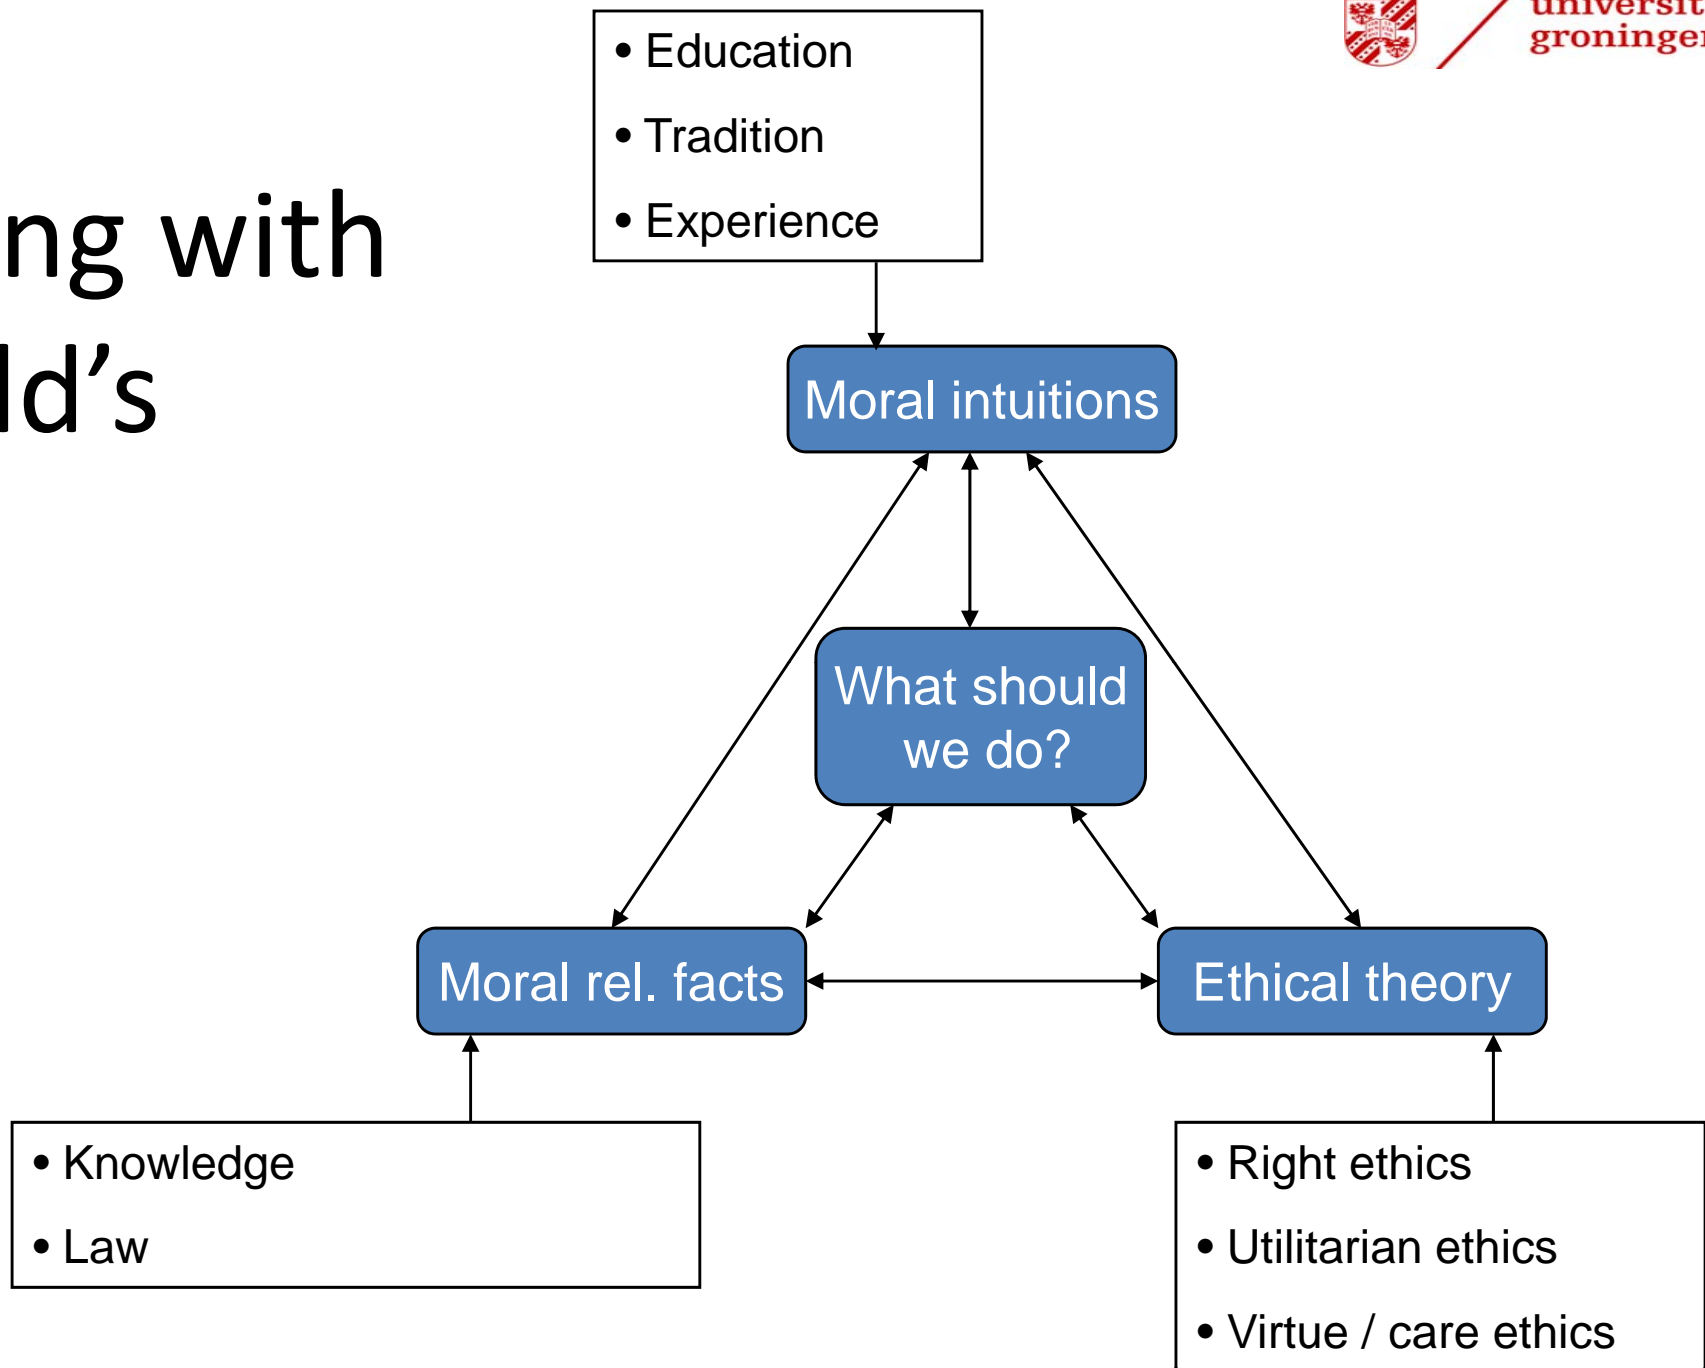 groningen
• Education
• Tradition
• Experience
ng with
ld’s
Moral intuitions
What should
we do?
Moral rel. facts
Ethical theory
• Knowledge
• Law
• Right ethics
• Utilitarian ethics
• Virtue / care ethics